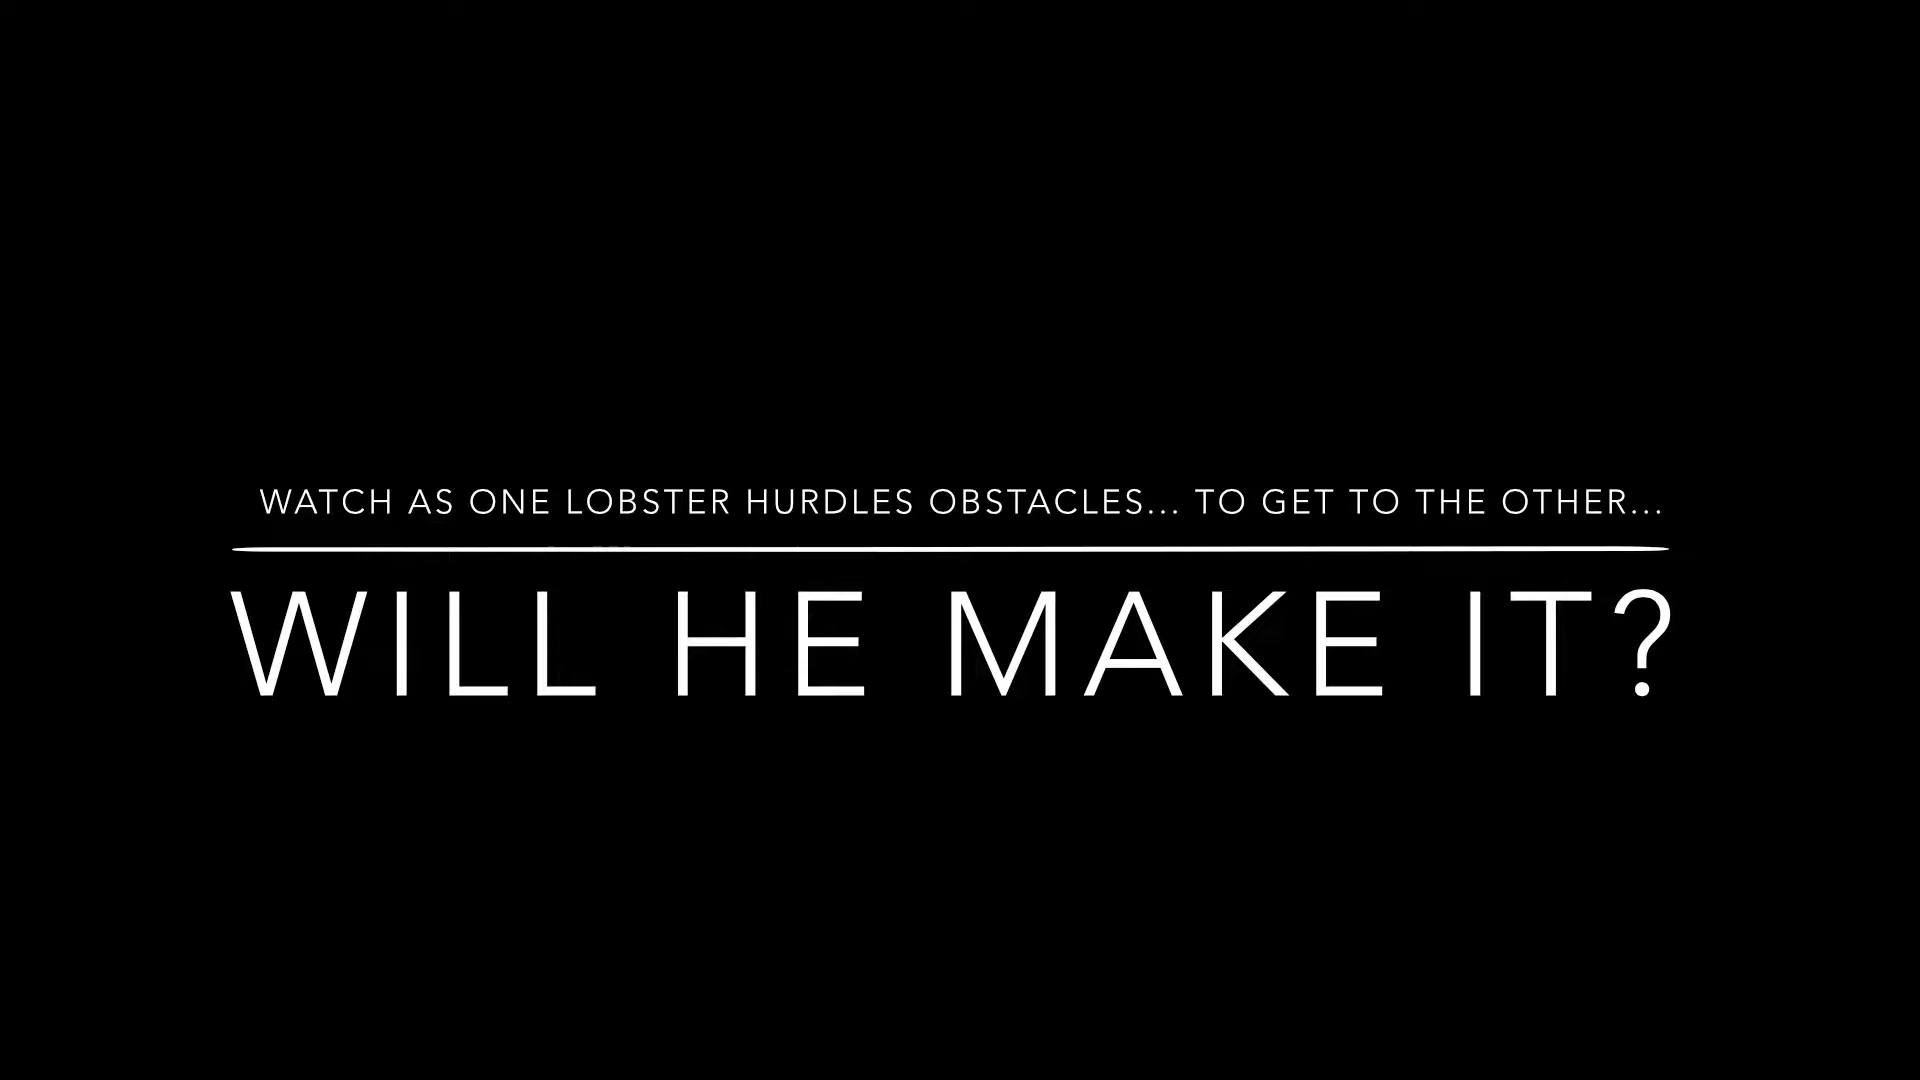 WATCH AS ONE LOBSTER HURDLES OBSTACLES... TO GET TO THE OTHER...
WILL HE MAKE IT?